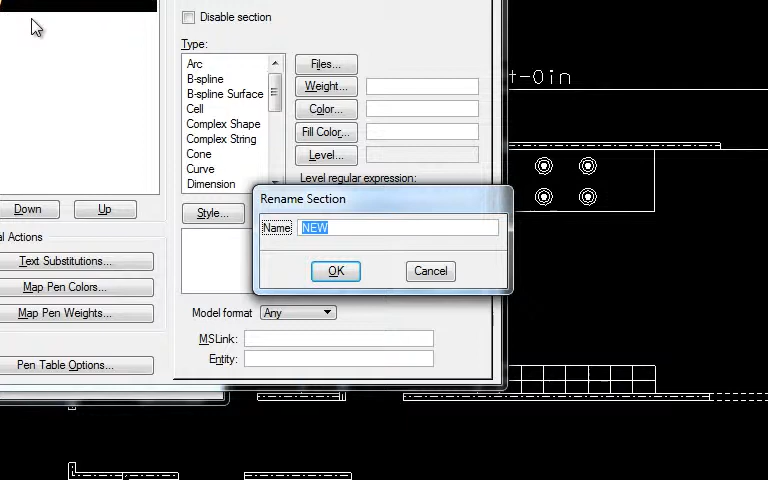 Disable section
Type:
Arc
B-spline
B-spline Surface
Cell
Complex Shape
Complex String
Cone
Curve
Dimension
Files...
Weight...
Color...
Fill Color...
Level...
Level regular expression:
t-0in
Down
Up
Style...
Rename Section
Name
NEW
OK
Cancel
al Actions
Text Substitutions...
Map Pen Colors...
Map Pen Weights...
Pen Table Options...
Model format
Any
MSLink:
Entity: